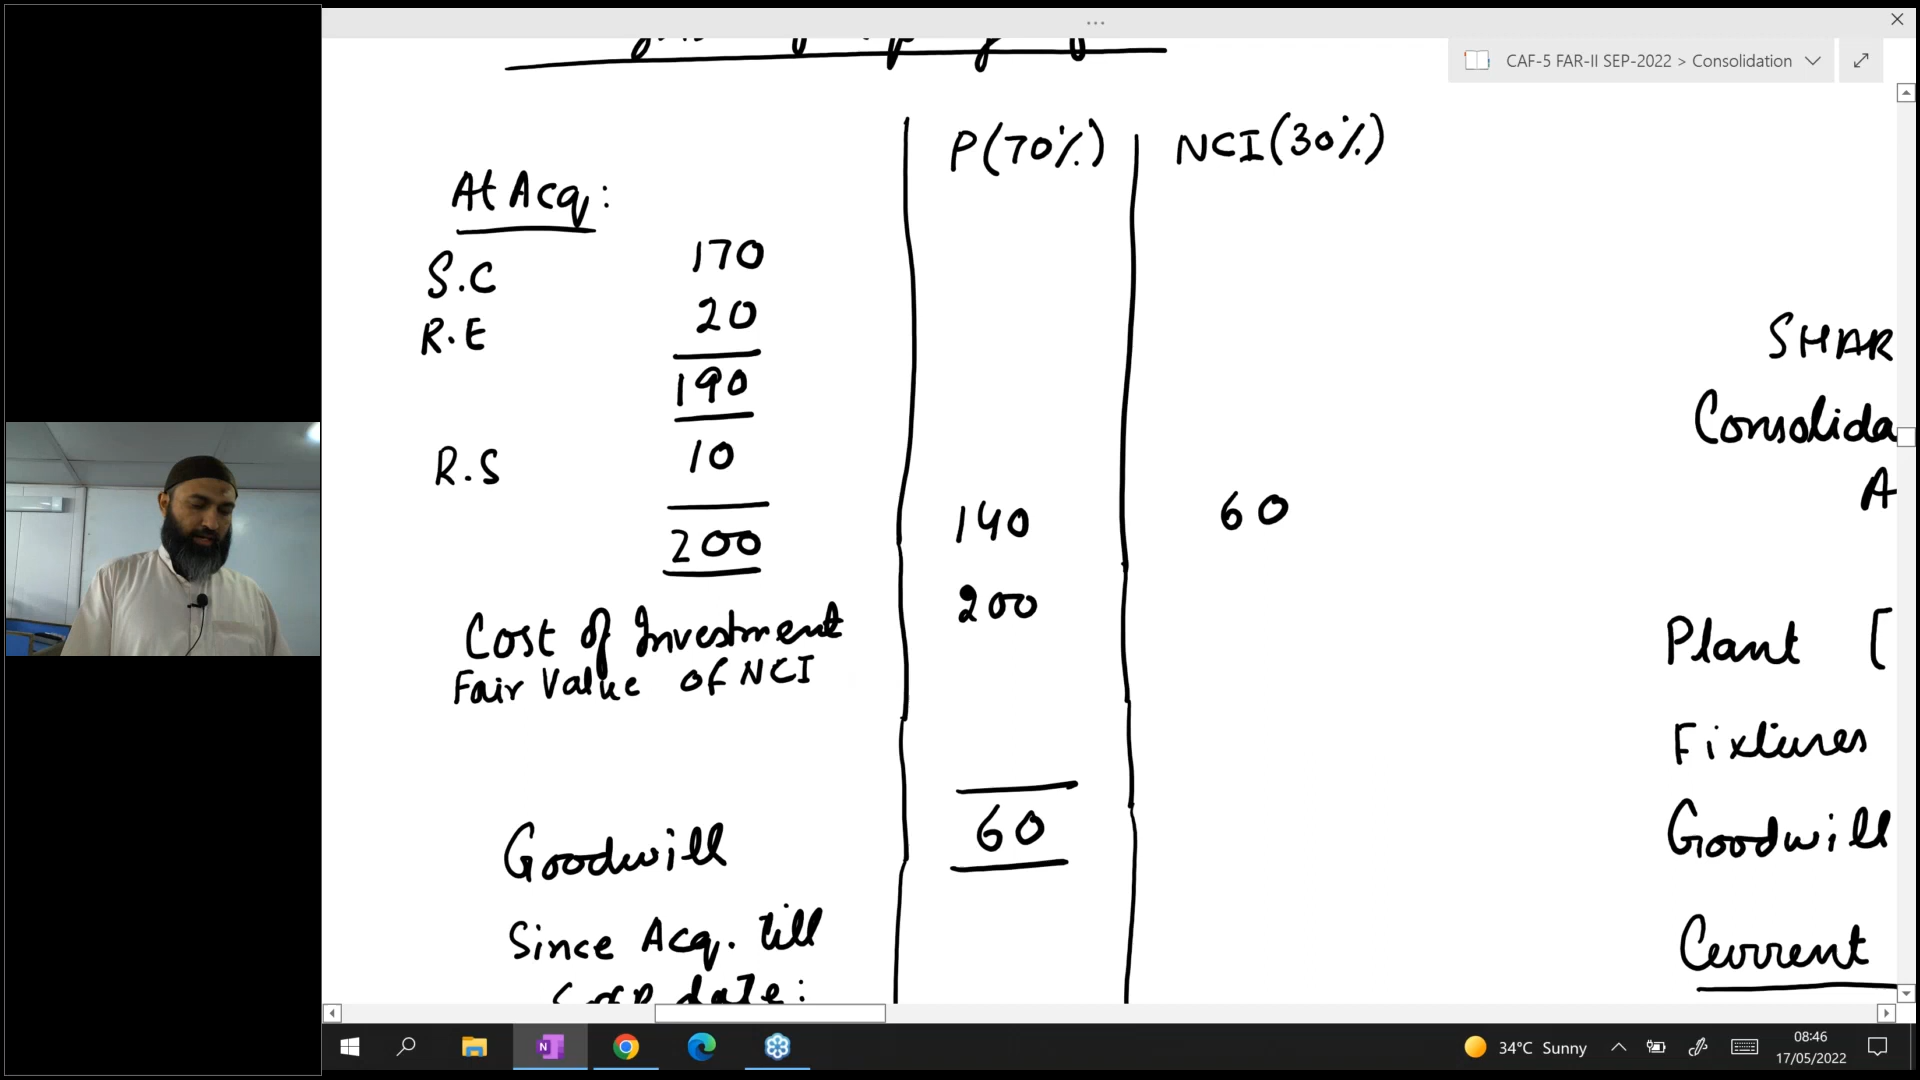 CAF-5 FAR-II SEP-2022 > Consolidation
P(70%) NCI(30%)
At Acq:
S.C 170
R.E 20
190
R.S 10
200 140 60
Cost of Investment 200
Fair Value of NCI
Goodwill 60
Since Acq. till
date:
SHAR
Consolida
A
Plant [
Fixtures
Goodwill
Current
34°C Sunny
08:46
17/05/2022